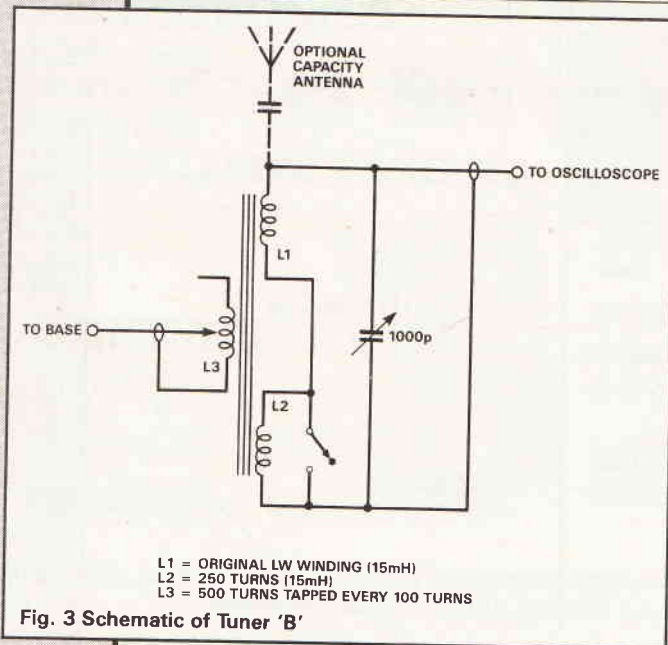 OPTIONAL
CAPACITY
ANTENNA
TO OSCILLOSCOPE
L1
TO BASE
L3
1000p
L2
L1 = ORIGINAL LW WINDING (15mH)
L2 = 250 TURNS (15mH)
L3 = 500 TURNS TAPPED EVERY 100 TURNS
Fig. 3 Schematic of Tuner 'B'